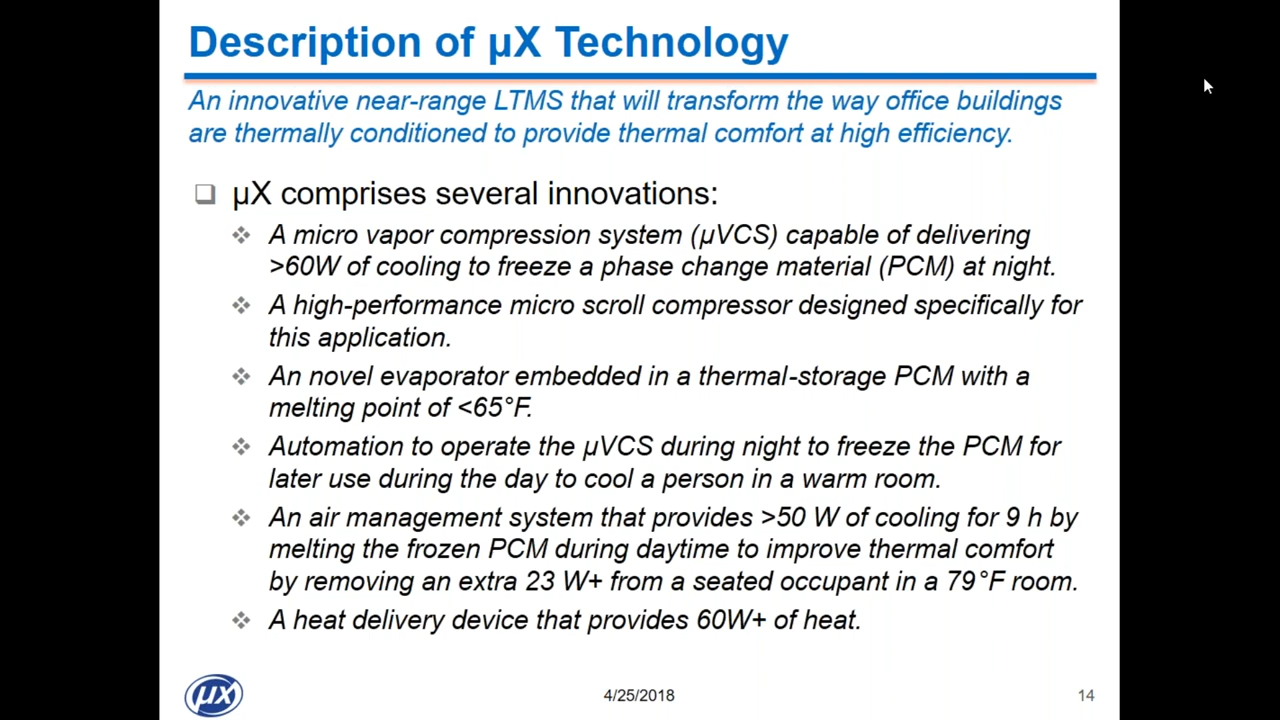 Description of µX Technology
An innovative near-range LTMS that will transform the way office buildings
are thermally conditioned to provide thermal comfort at high efficiency.
µX comprises several innovations:
A micro vapor compression system (µVCS) capable of delivering
>60W of cooling to freeze a phase change material (PCM) at night.
A high-performance micro scroll compressor designed specifically for
this application.
An novel evaporator embedded in a thermal-storage PCM with a
melting point of <65°F.
Automation to operate the µVCS during night to freeze the PCM for
later use during the day to cool a person in a warm room.
An air management system that provides >50 W of cooling for 9 h by
melting the frozen PCM during daytime to improve thermal comfort
by removing an extra 23 W+ from a seated occupant in a 79°F room.
A heat delivery device that provides 60W+ of heat.
µx
4/25/2018
14